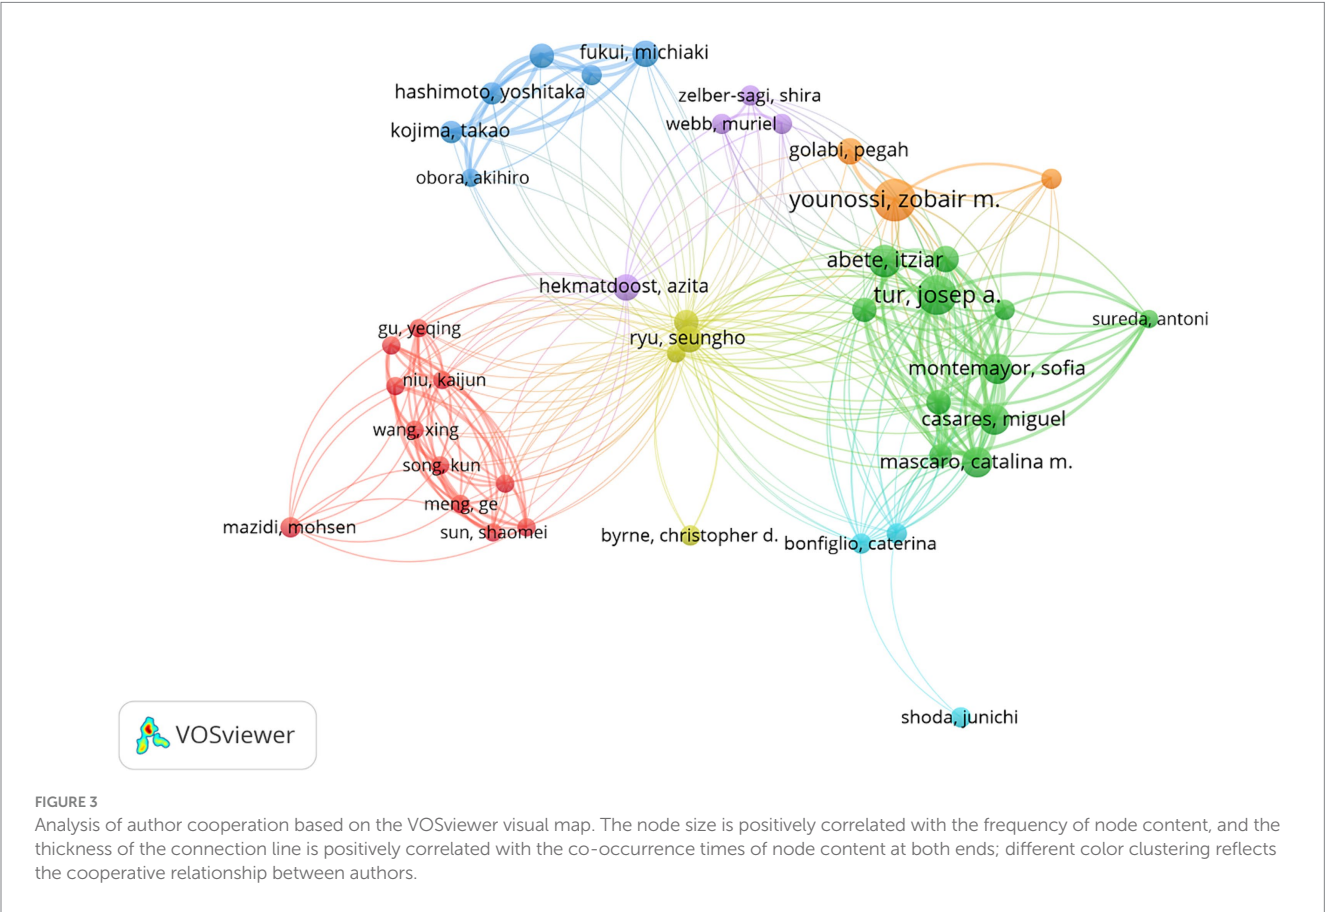 fukui, michiaki
hashimoto, yoshitaka
zelber-sagi, shira
webb, muriel
kojima, takao
golabi, pegah
obora, akihiro
younossi, zobair m.
abete, itziar
hekmatdoost, azita
tur, josep a.
sureda, antoni
gu, yeqing
ryu, seungho
montemayor, sofia
niu, kaijun
casares, miguel
wang, xing
mascaro, catalina m.
song, kun
meng, ge
mazidi, mohsen
sun, shaomei
byrne, christopher d.
bonfiglio, caterina
shoda, junichi
VOSviewer
FIGURE 3
Analysis of author cooperation based on the VOSviewer visual map. The node size is positively correlated with the frequency of node content, and the
thickness of the connection line is positively correlated with the co-occurrence times of node content at both ends; different color clustering reflects
the cooperative relationship between authors.